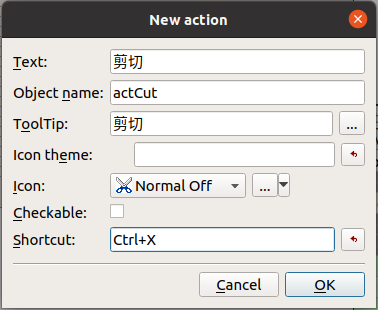 New action
Text: 剪切
Object name: actCut
ToolTip: 剪切 ...
Icon theme:
Icon: Normal Off ...
Checkable:
Shortcut: Ctrl+X
Cancel OK